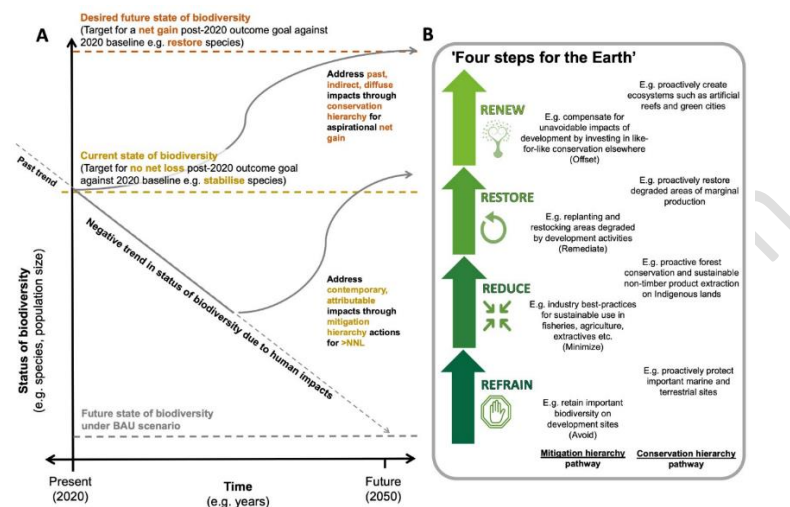 A
Desired future state of biodiversity
(Target for a net gain post-2020 outcome goal against
2020 baseline e.g. restore species)
Address past,
indirect, diffuse
impacts through
conservation
hierarchy for
aspirational net
gain
Past trend
Current state of biodiversity
(Target for no net loss post-2020 outcome goal
against 2020 baseline e.g. stabilise species)
Negative trend in status of biodiversity due to human impacts
Address
contemporary,
attributable
impacts through
mitigation
hierarchy actions
for >NNL
Status of biodiversity
(e.g. species, population size)
Future state of biodiversity
under BAU scenario
Present
(2020)
Time
(e.g. years)
Future
(2050)
B
'Four steps for the Earth'
RENEW
E.g. compensate for
unavoidable impacts of
development by investing in like-
for-like conservation elsewhere
(Offset)
E.g. proactively create
ecosystems such as artificial
reefs and green cities
RESTORE
E.g. replanting and
restocking areas degraded
by development activities
(Remediate)
E.g. proactively restore
degraded areas of marginal
production
REDUCE
E.g. industry best-practices
for sustainable use in
fisheries, agriculture,
extractives etc.
(Minimize)
E.g. proactive forest
conservation and sustainable
non-timber product extraction
on Indigenous lands
REFRAIN
E.g. retain important
biodiversity on
development sites
(Avoid)
E.g. proactively protect
important marine and
terrestrial sites
Mitigation hierarchy
pathway
Conservation hierarchy
pathway